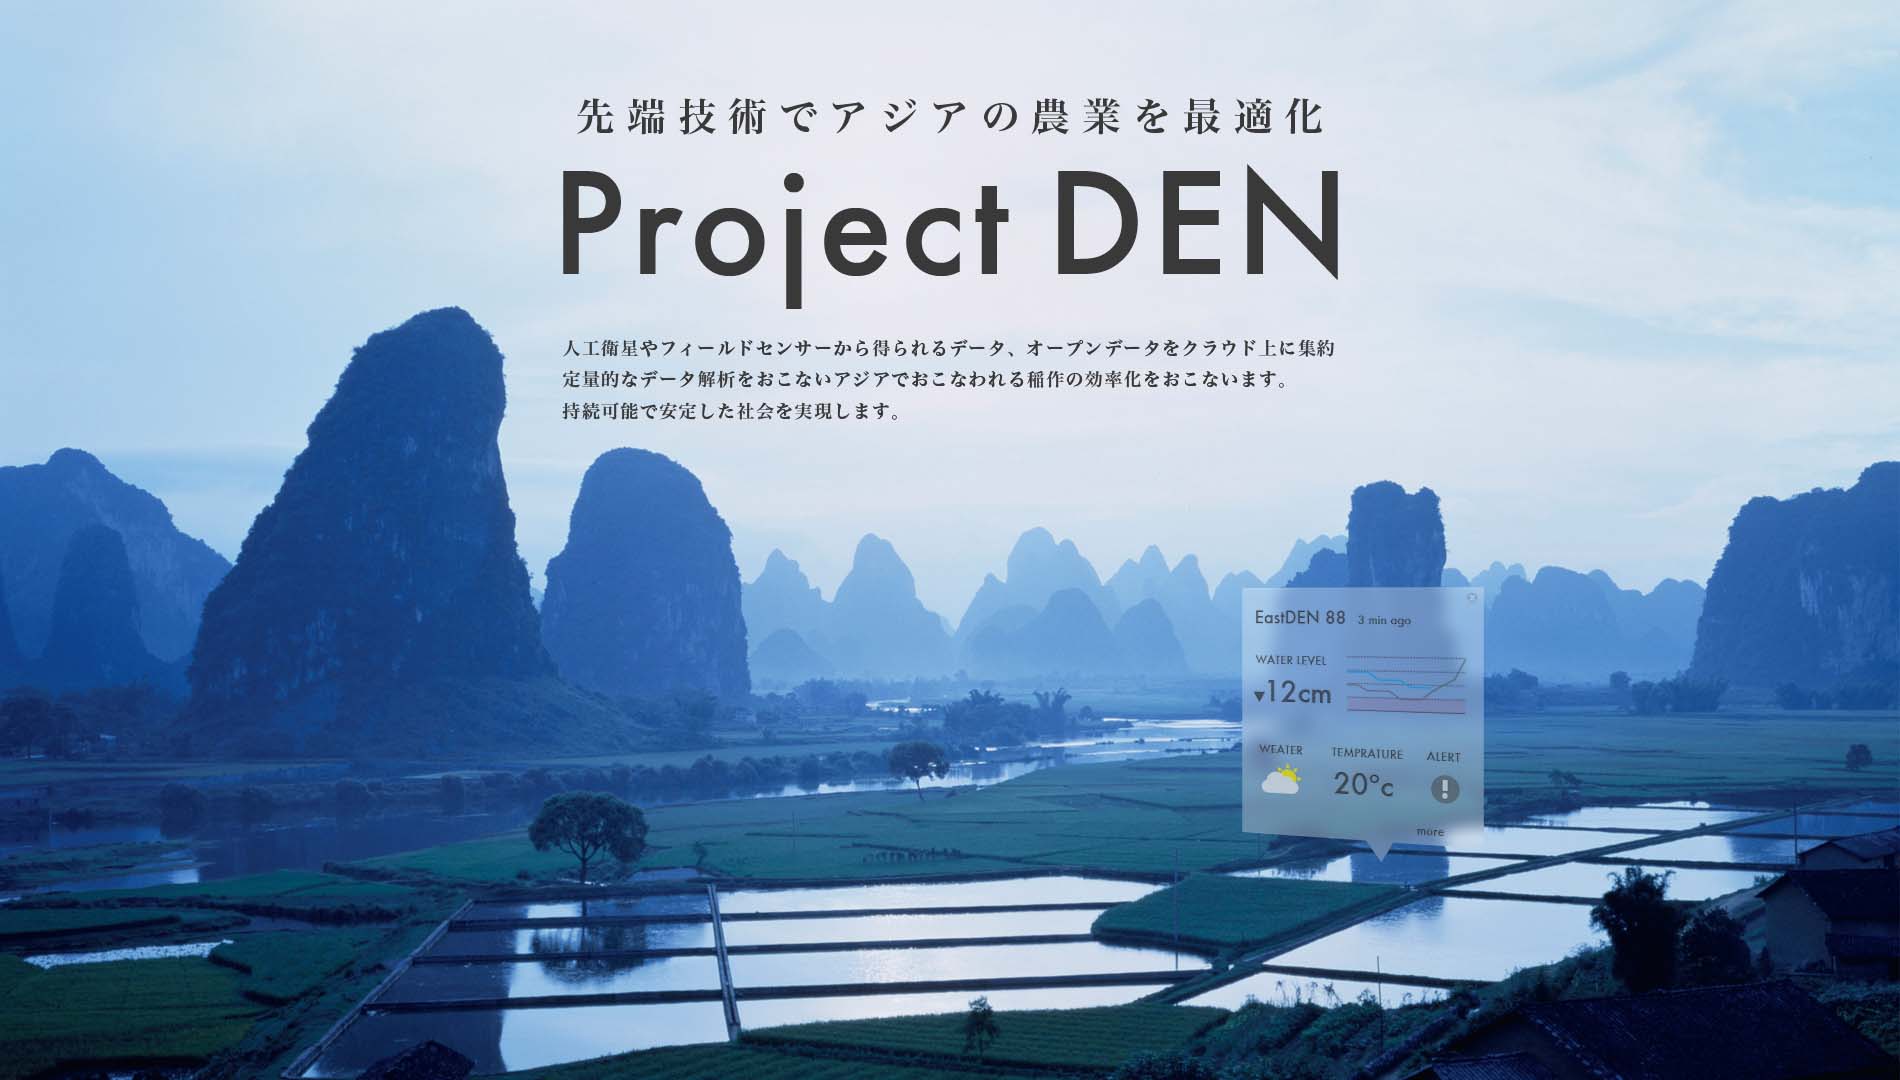 先端技術でアジアの農業を最適化
Project DEN
人工衛星やフィールドセンサーから得られるデータ、オープンデータをクラウド上に集約
定量的なデータ解析をおこないアジアでおこなわれる稲作の効率化をおこないます。
持続可能で安定した社会を実現します。
EastDEN 88 3 min ago
WATER LEVEL
▼12cm
WEATER TEMPRATURE ALERT
20°c
more